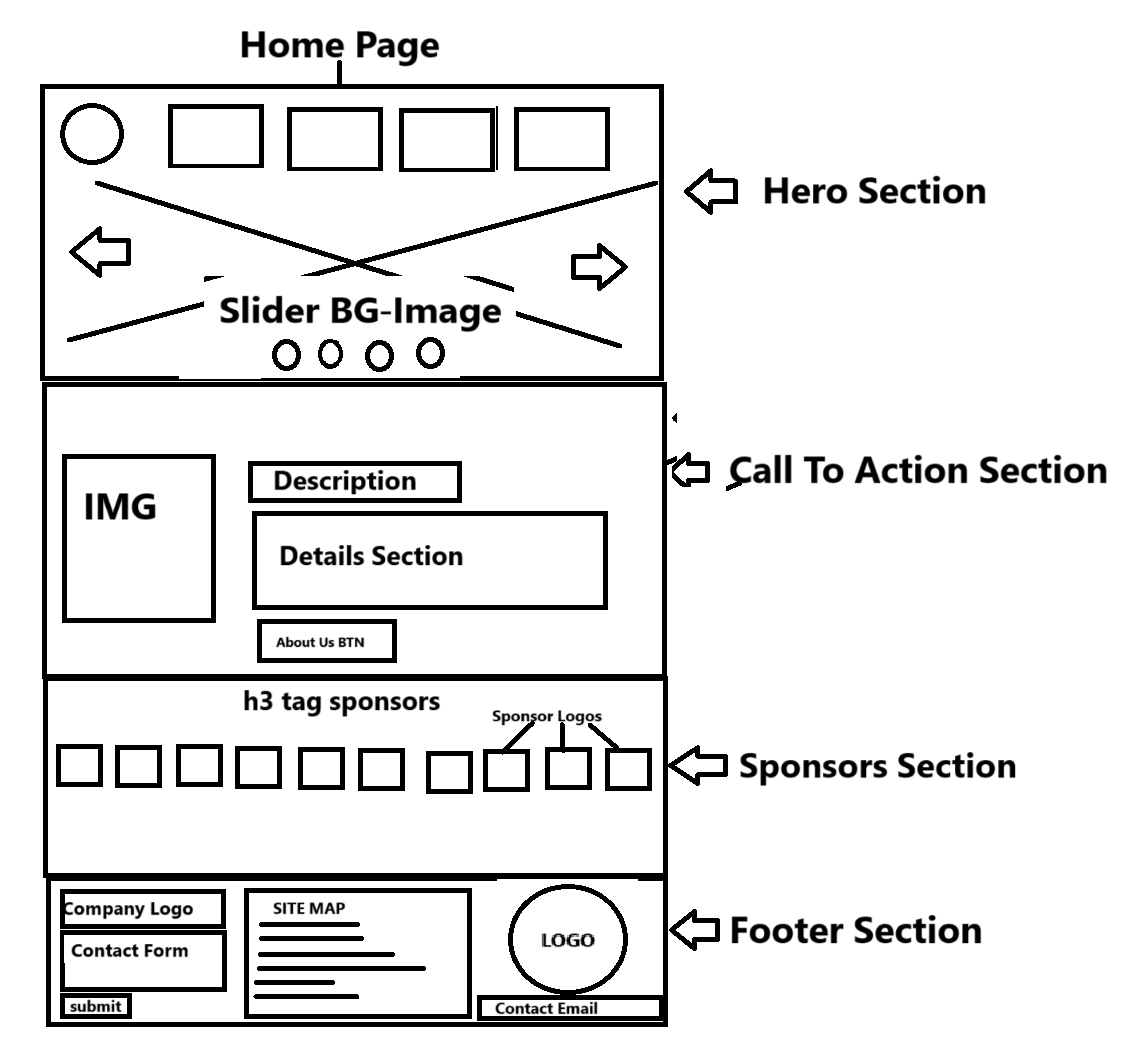 Home Page
Hero Section
Slider BG-Image
Call To Action Section
IMG
Description
Details Section
About Us BTN
h3 tag sponsors
Sponsor Logos
Sponsors Section
Company Logo
Contact Form
submit
SITE MAP
LOGO
Contact Email
Footer Section